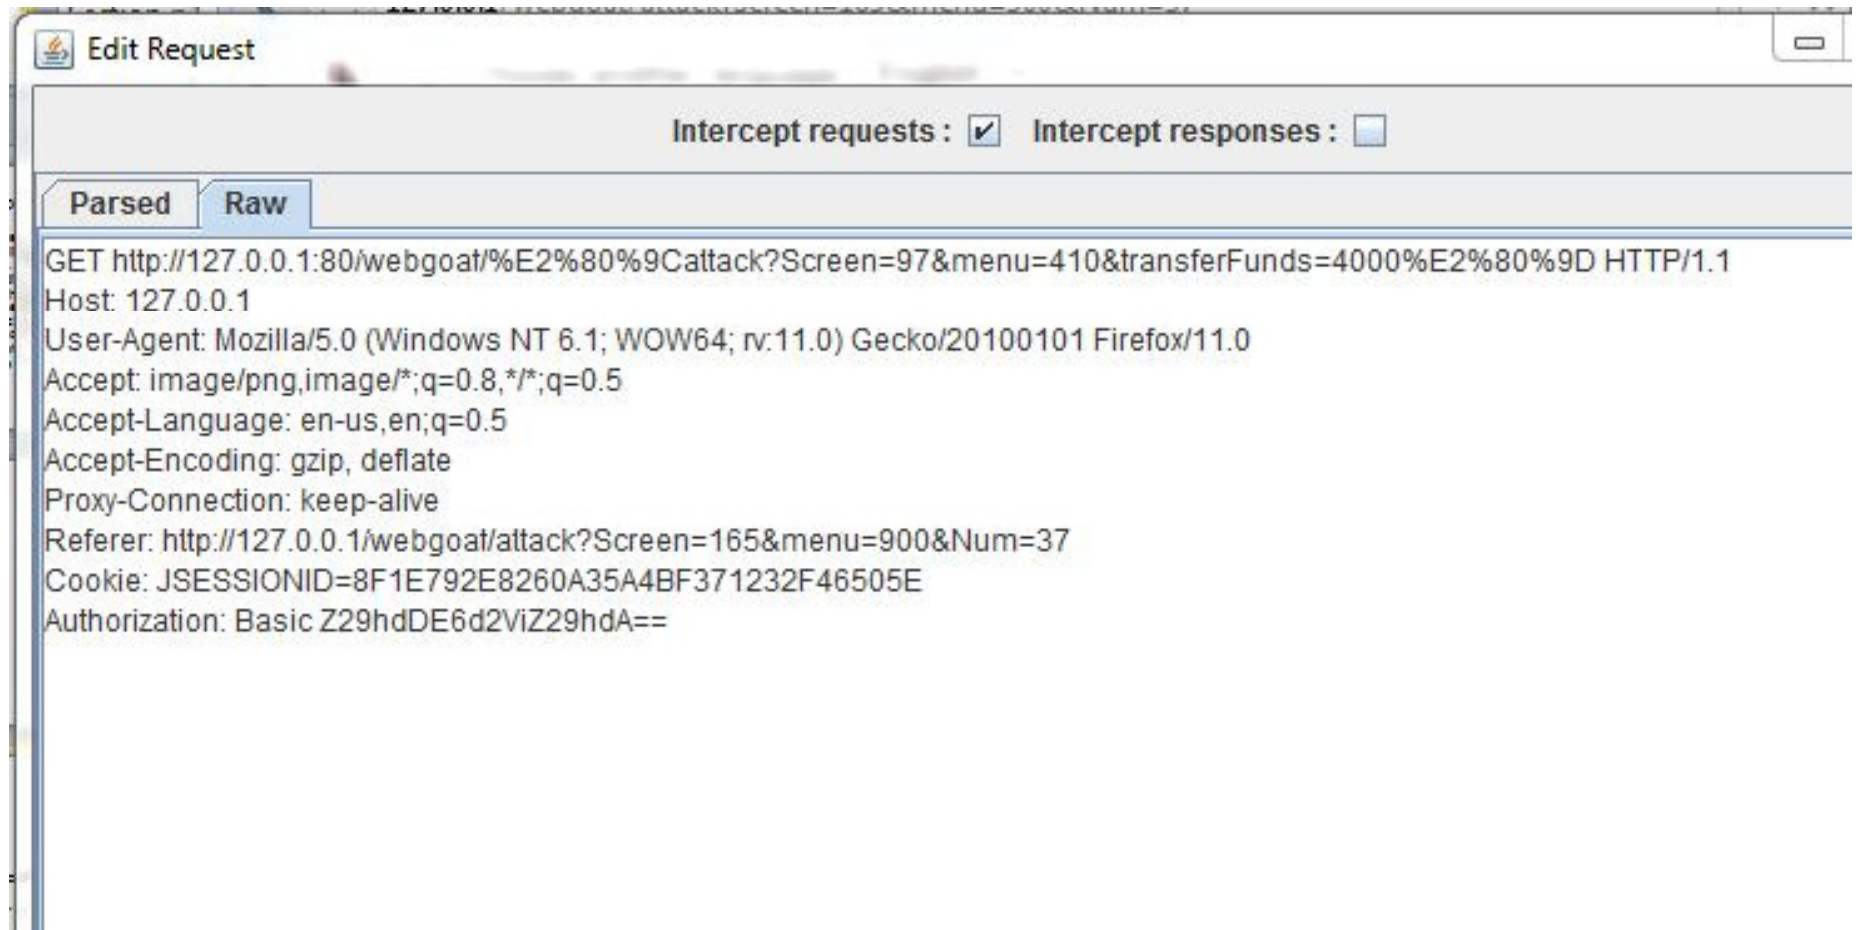 Edit Request
Intercept requests : Intercept responses :
Parsed Raw
GET http://127.0.0.1:80/webgoat/%E2%80%9Cattack?Screen=97&menu=410&transferFunds=4000%E2%80%9D HTTP/1.1
Host: 127.0.0.1
User-Agent: Mozilla/5.0 (Windows NT 6.1; WOW64; rv:11.0) Gecko/20100101 Firefox/11.0
Accept: image/png,image/*;q=0.8,*/*;q=0.5
Accept-Language: en-us,en;q=0.5
Accept-Encoding: gzip, deflate
Proxy-Connection: keep-alive
Referer: http://127.0.0.1/webgoat/attack?Screen=165&menu=900&Num=37
Cookie: JSESSIONID=8F1E792E8260A35A4BF371232F46505E
Authorization: Basic Z29hdDE6d2ViZ29hdA==